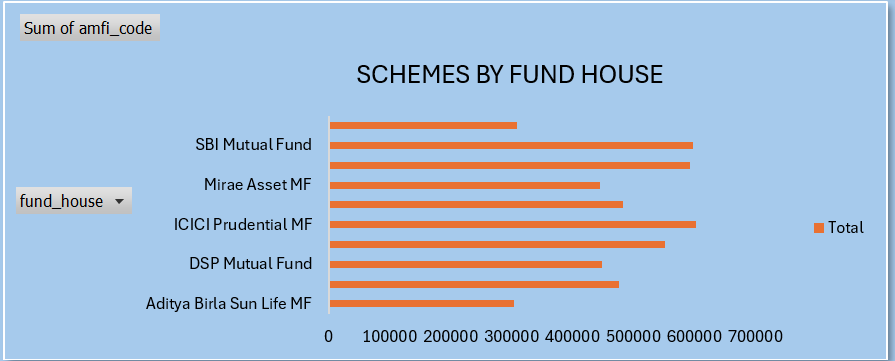 Sum of amfi_code
SCHEMES BY FUND HOUSE
SBI Mutual Fund
Mirae Asset MF
fund_house
ICICI Prudential MF
Total
DSP Mutual Fund
Aditya Birla Sun Life MF
0 100000 200000 300000 400000 500000 600000 700000